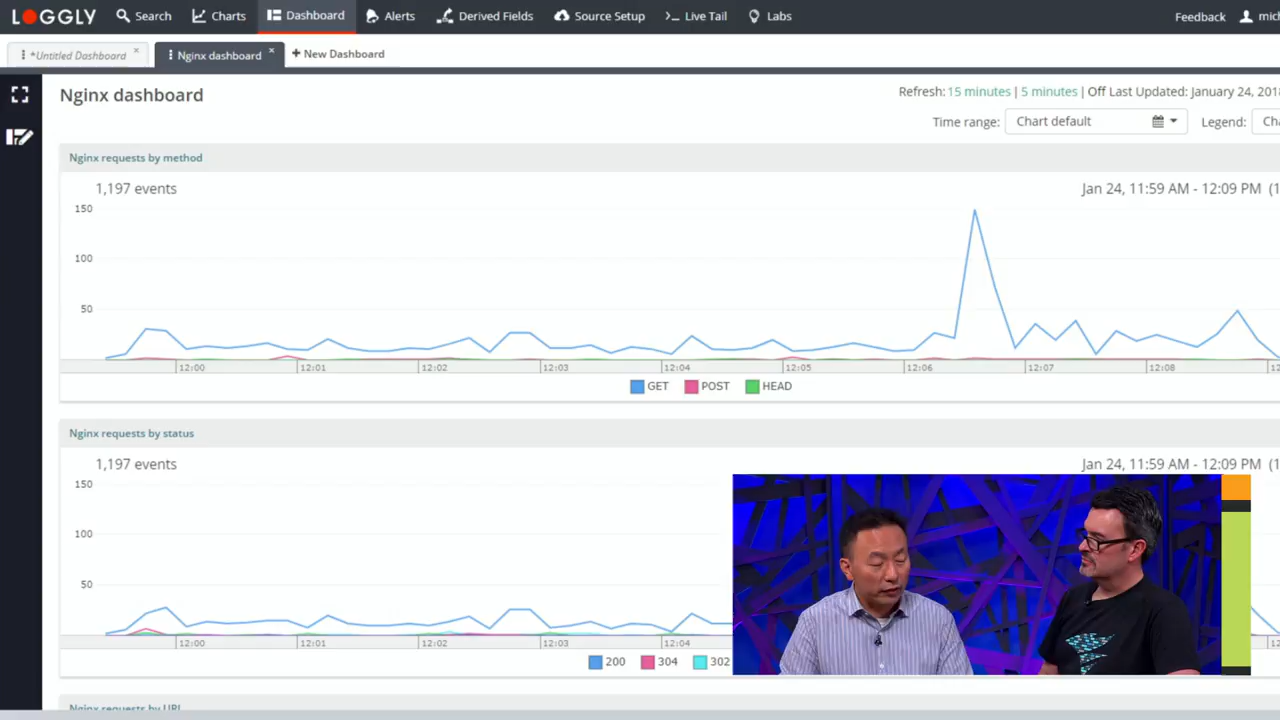 LOGGLY Search Charts Dashboard Alerts Derived Fields Source Setup >_ Live Tail Labs Feedback
*Untitled Dashboard × Nginx dashboard × + New Dashboard
Nginx dashboard
Refresh: 15 minutes | 5 minutes | Off Last Updated: January 24, 2018
Time range: Chart default Legend:
Nginx requests by method
1,197 events Jan 24, 11:59 AM - 12:09 PM
150
100
50
12:00 12:01 12:02 12:03 12:04 12:05 12:06 12:07 12:08
GET POST HEAD
Nginx requests by status
1,197 events Jan 24, 11:59 AM - 12:09 PM
150
100
50
12:00 12:01 12:02 12:03 12:04
200 304 302
Nginx requests by URL